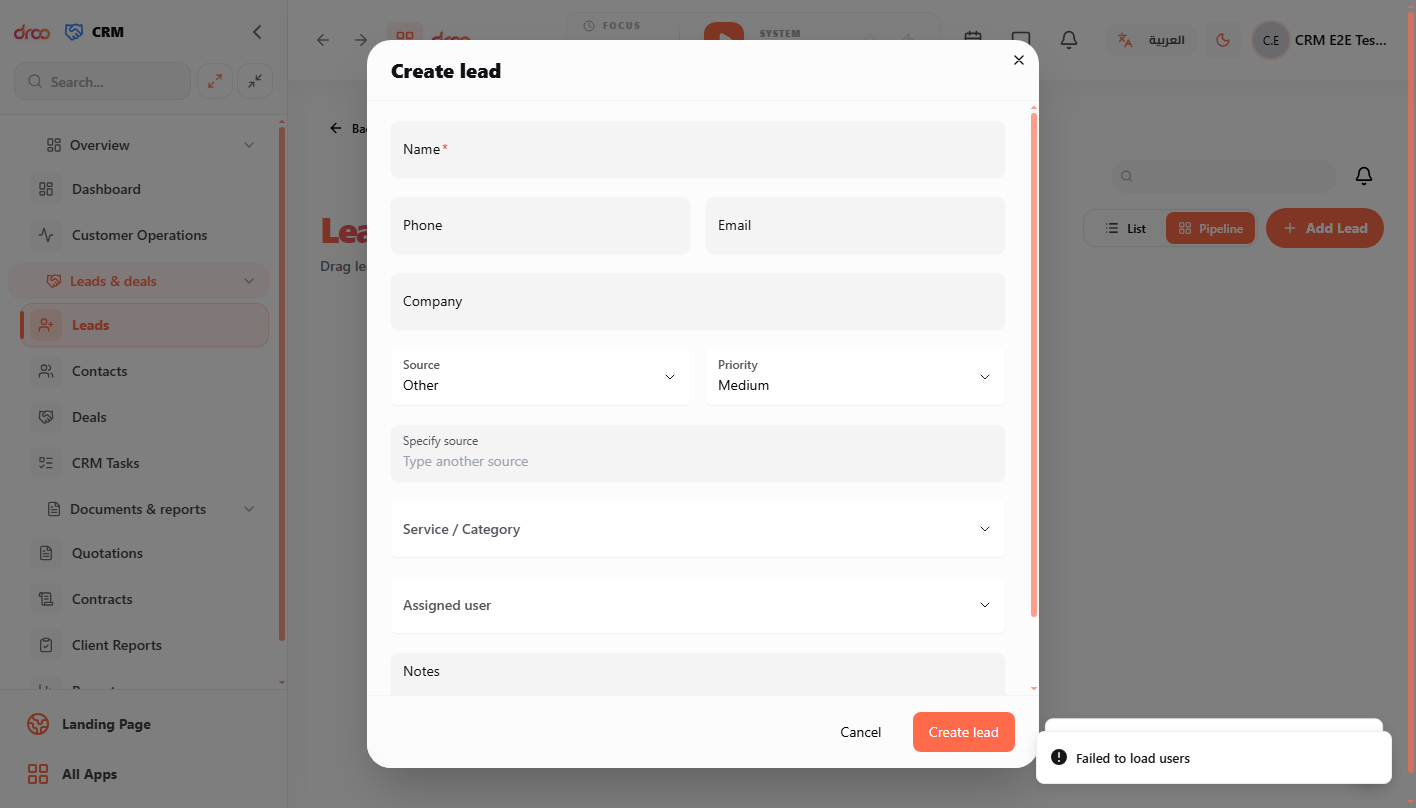 droo CRM
Search...
Overview
Dashboard
Customer Operations
Leads & deals
Leads
Contacts
Deals
CRM Tasks
Documents & reports
Quotations
Contracts
Client Reports
Landing Page
All Apps
FOCUS
SYSTEM
العربية
C.E
CRM E2E Tes...
List
Pipeline
Add Lead
Create lead
Name*
Phone
Email
Company
Source
Other
Priority
Medium
Specify source
Type another source
Service / Category
Assigned user
Notes
Cancel
Create lead
Failed to load users